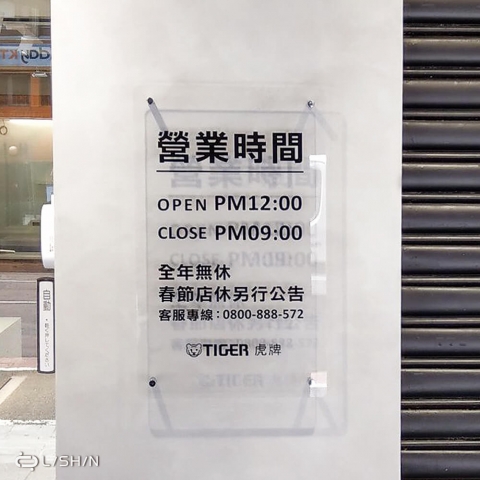 營業時間
OPEN PM12:00
CLOSE PM09:00
全年無休
春節店休另行公告
客服專線：0800-888-572
TIGER 虎牌
自動
L/SH/N